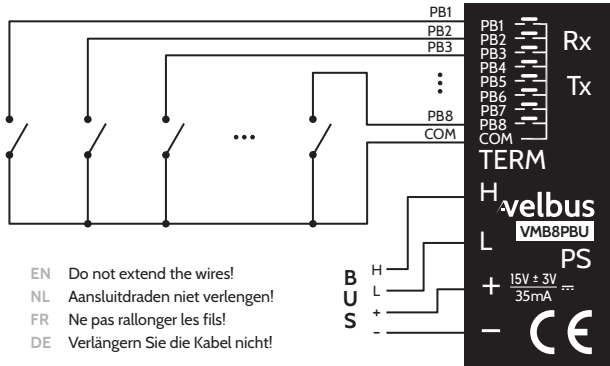 PB1
PB2
PB3
PB8
COM
PB1
PB2
PB3
PB4
PB5
PB6
PB7
PB8
COM
Rx
Tx
TERM
H
velbus
VMB8PBU
L
PS
+ 15V ± 3V
35mA
−
CE
BUS
H
L
+
-
EN Do not extend the wires!
NL Aansluitdraden niet verlengen!
FR Ne pas rallonger les fils!
DE Verlängern Sie die Kabel nicht!